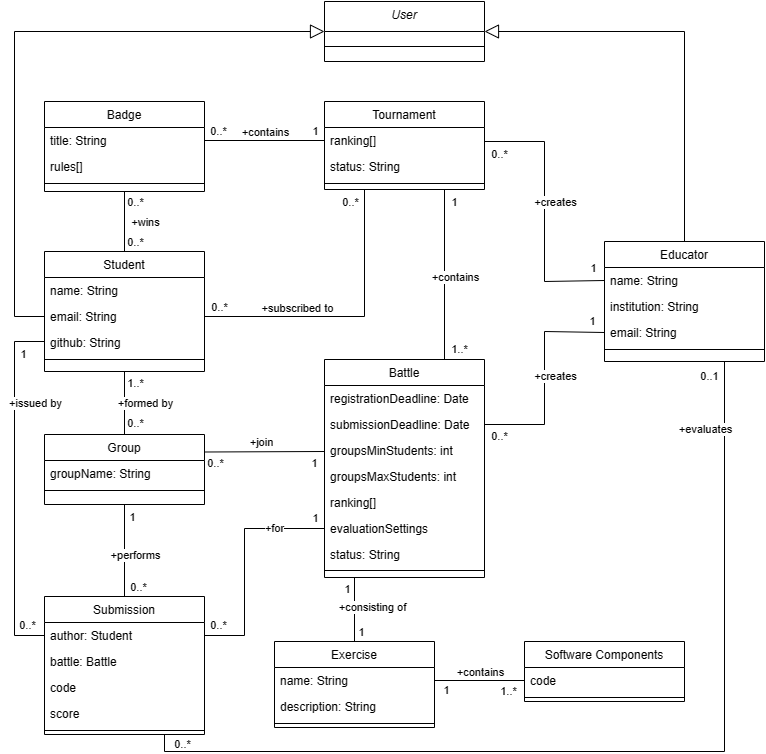 User
Badge
title: String
rules[]
0..* +contains 1
Tournament
ranking[]
status: String
0..*
+creates
1
0..*
+wins
0..*
0..*
1
Student
name: String
email: String
github: String
0..* +subscribed to
+contains
1..*
Educator
name: String
institution: String
email: String
1
+creates
0..*
0..1
+evaluates
0..*
1
+issued by
0..*
1..*
+formed by
0..*
Battle
registrationDeadline: Date
submissionDeadline: Date
groupsMinStudents: int
groupsMaxStudents: int
ranking[]
evaluationSettings
status: String
Group
groupName: String
+join
0..* 1
1
+performs
0..*
1
+for
0..*
Submission
author: Student
battle: Battle
code
score
1
+consisting of
1
Exercise
name: String
description: String
+contains
1 1..*
Software Components
code